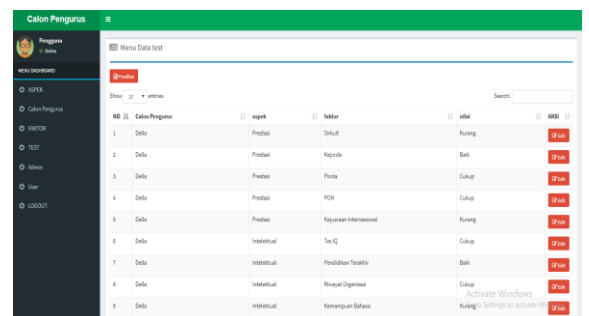 Calon Pengurus
Pengguna
Online
Menu Data test
MENU DASHBOARD
Prediksi
ASPEK
Show 10 entries
Search:
Calon Pengurus
NO Calon Pengurus aspek faktor nilai AKSI
FAKTOR
1 Della Prestasi Sirkuit Kurang Edit
TEST
2 Della Prestasi Kejurda Baik Edit
Admin
3 Della Prestasi Porda Cukup Edit
User
4 Della Prestasi PON Cukup Edit
LOGOUT
5 Della Prestasi Kejuaraan Internasional Kurang Edit
6 Della Intelektual Tes IQ Cukup Edit
7 Della Intelektual Pendidikan Terakhir Baik Edit
8 Della Intelektual Riwayat Organisasi Cukup Edit
Activate Windows
9 Della Intelektual Kemampuan Bahasa Kurang Edit
Go to Settings to activate Windows